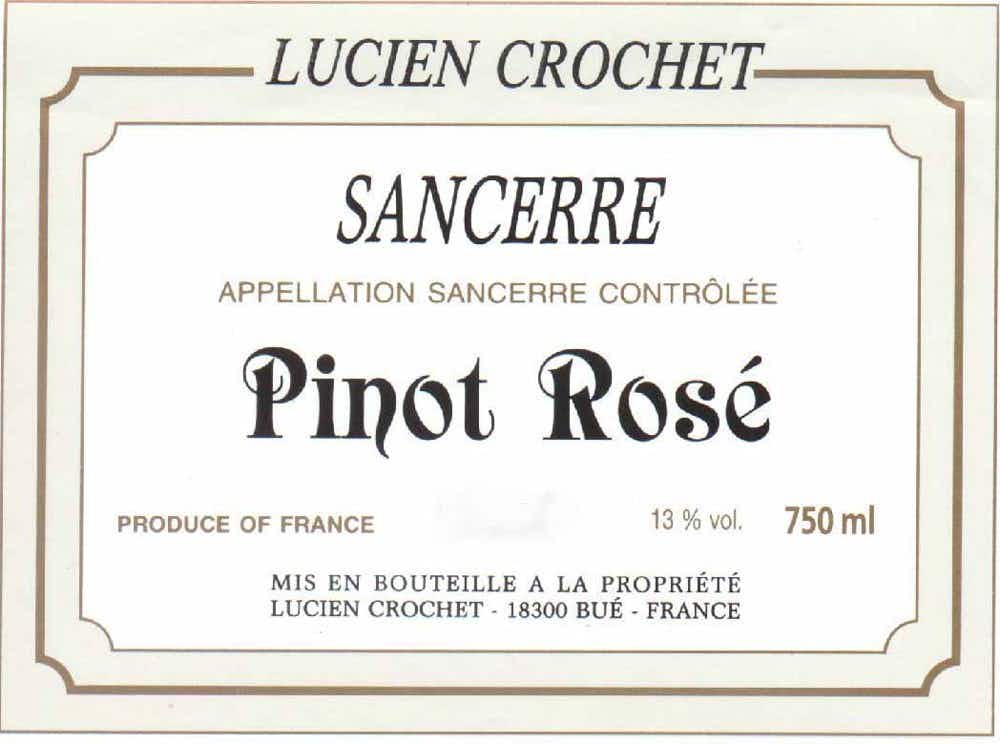 LUCIEN CROCHET
SANCERRE
APPELLATION SANCERRE CONTRÔLÉE
Pinot Rosé
PRODUCE OF FRANCE 13 % vol. 750 ml
MIS EN BOUTEILLE A LA PROPRIÉTÉ
LUCIEN CROCHET - 18300 BUÉ - FRANCE